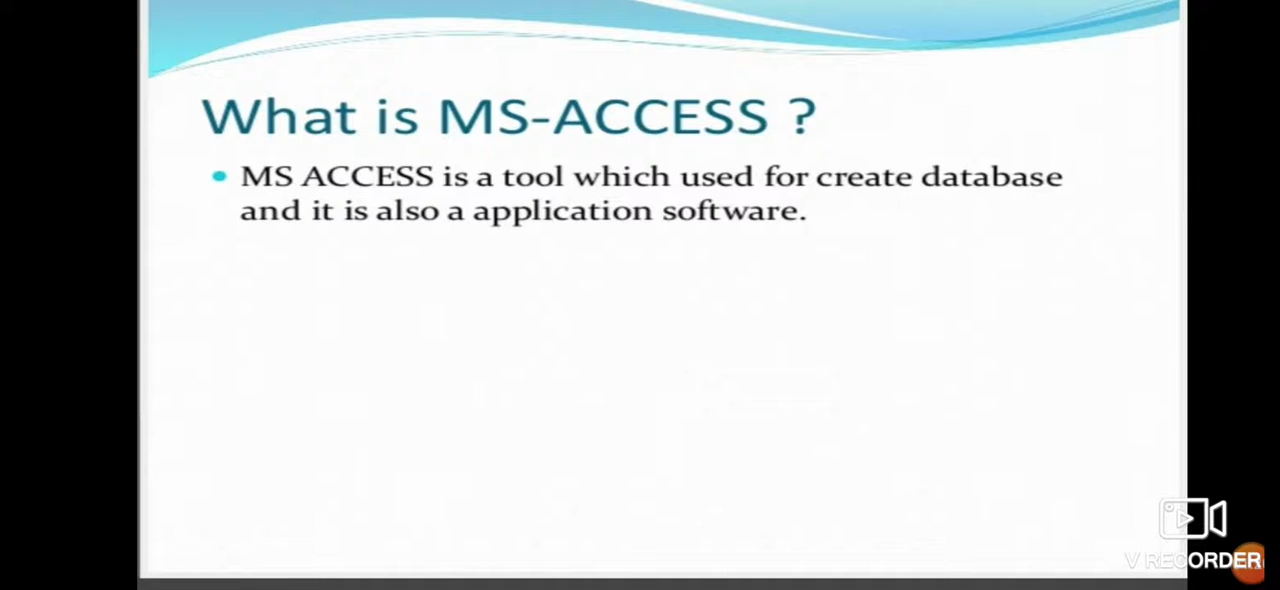 What is MS-ACCESS ?
• MS ACCESS is a tool which used for create database
and it is also a application software.
V RECORDER